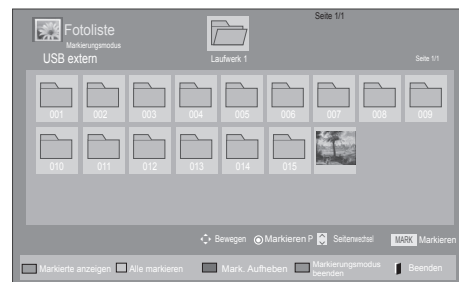 Seite 1/1
Fotoliste
Markierungsmodus
USB extern
Laufwerk 1
Seite 1/1
001 002 003 004 005 006 007 008 009
010 011 012 013 014 015
Bewegen Markieren P Seitenwechsel MARK Markieren
Markierte anzeigen Alle markieren Mark. Aufheben Markierungsmodus beenden Beenden